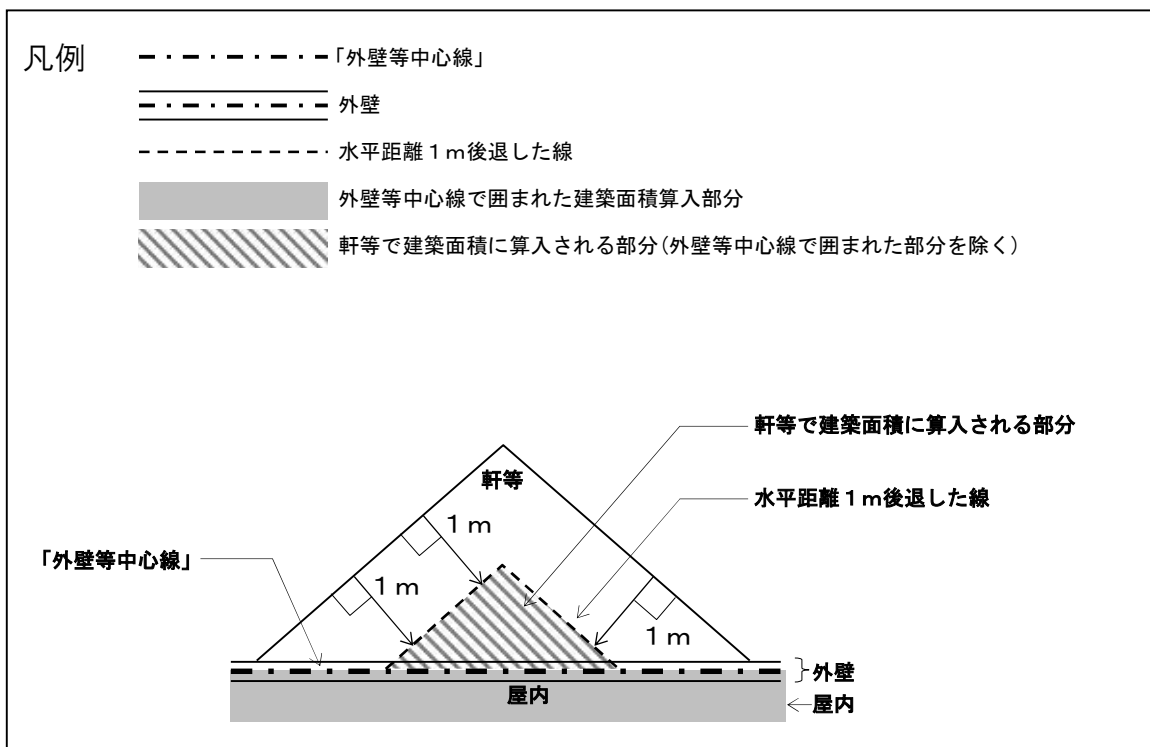 凡例
「外壁等中心線」
外壁
水平距離１ｍ後退した線
外壁等中心線で囲まれた建築面積算入部分
軒等で建築面積に算入される部分(外壁等中心線で囲まれた部分を除く)
軒等で建築面積に算入される部分
軒等
水平距離１ｍ後退した線
１ｍ
「外壁等中心線」
１ｍ
１ｍ
外壁
屋内
屋内